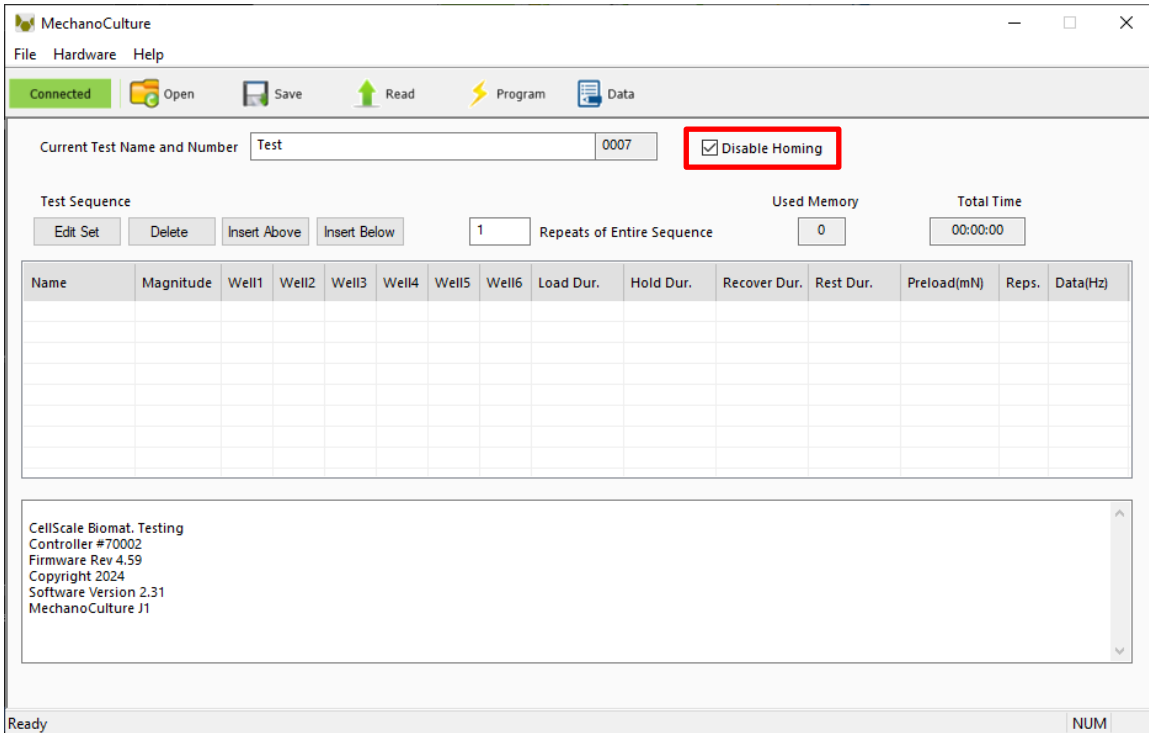 MechanoCulture
File Hardware Help
Connected Open Save Read Program Data
Current Test Name and Number Test 0007 Disable Homing
Test Sequence Used Memory Total Time
Edit Set Delete Insert Above Insert Below 1 Repeats of Entire Sequence 0 00:00:00
Name Magnitude Well1 Well2 Well3 Well4 Well5 Well6 Load Dur. Hold Dur. Recover Dur. Rest Dur. Preload(mN) Reps. Data(Hz)
CellScale Biomat. Testing
Controller #70002
Firmware Rev 4.59
Copyright 2024
Software Version 2.31
MechanoCulture J1
Ready NUM